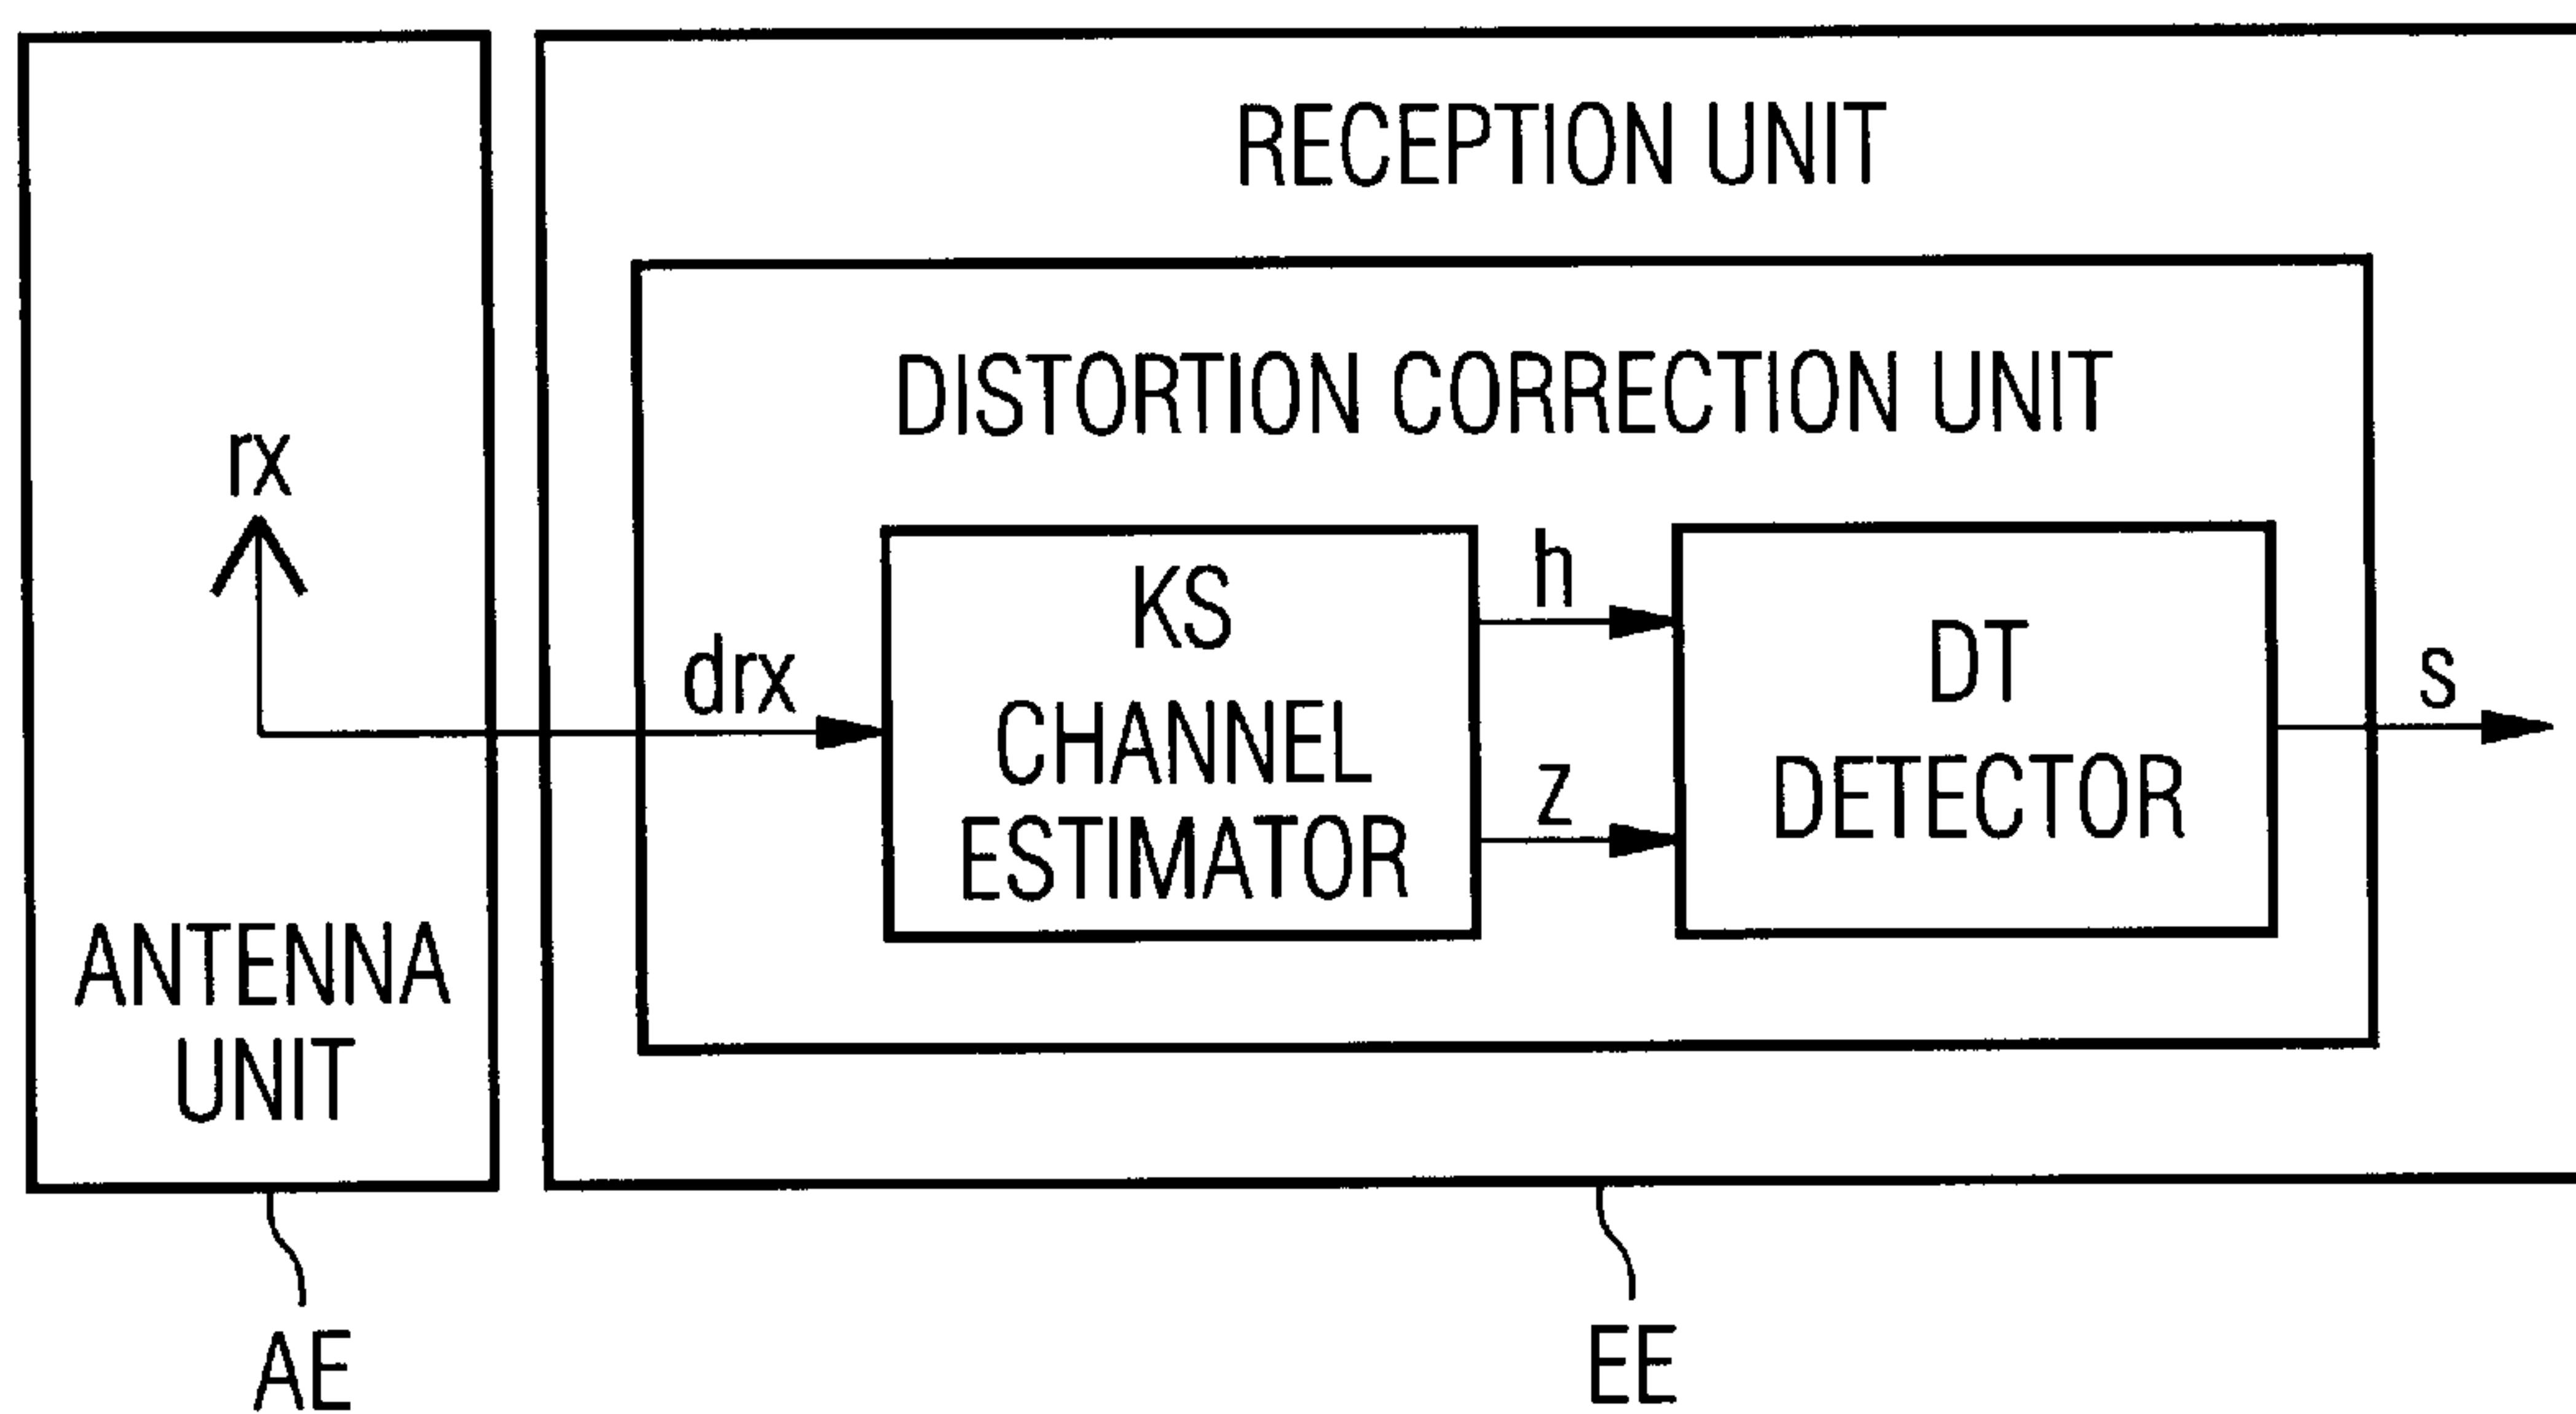 RECEPTION UNIT
DISTORTION CORRECTION UNIT
rx
drx
KS
CHANNEL
ESTIMATOR
h
z
DT
DETECTOR
s
ANTENNA
UNIT
AE
EE